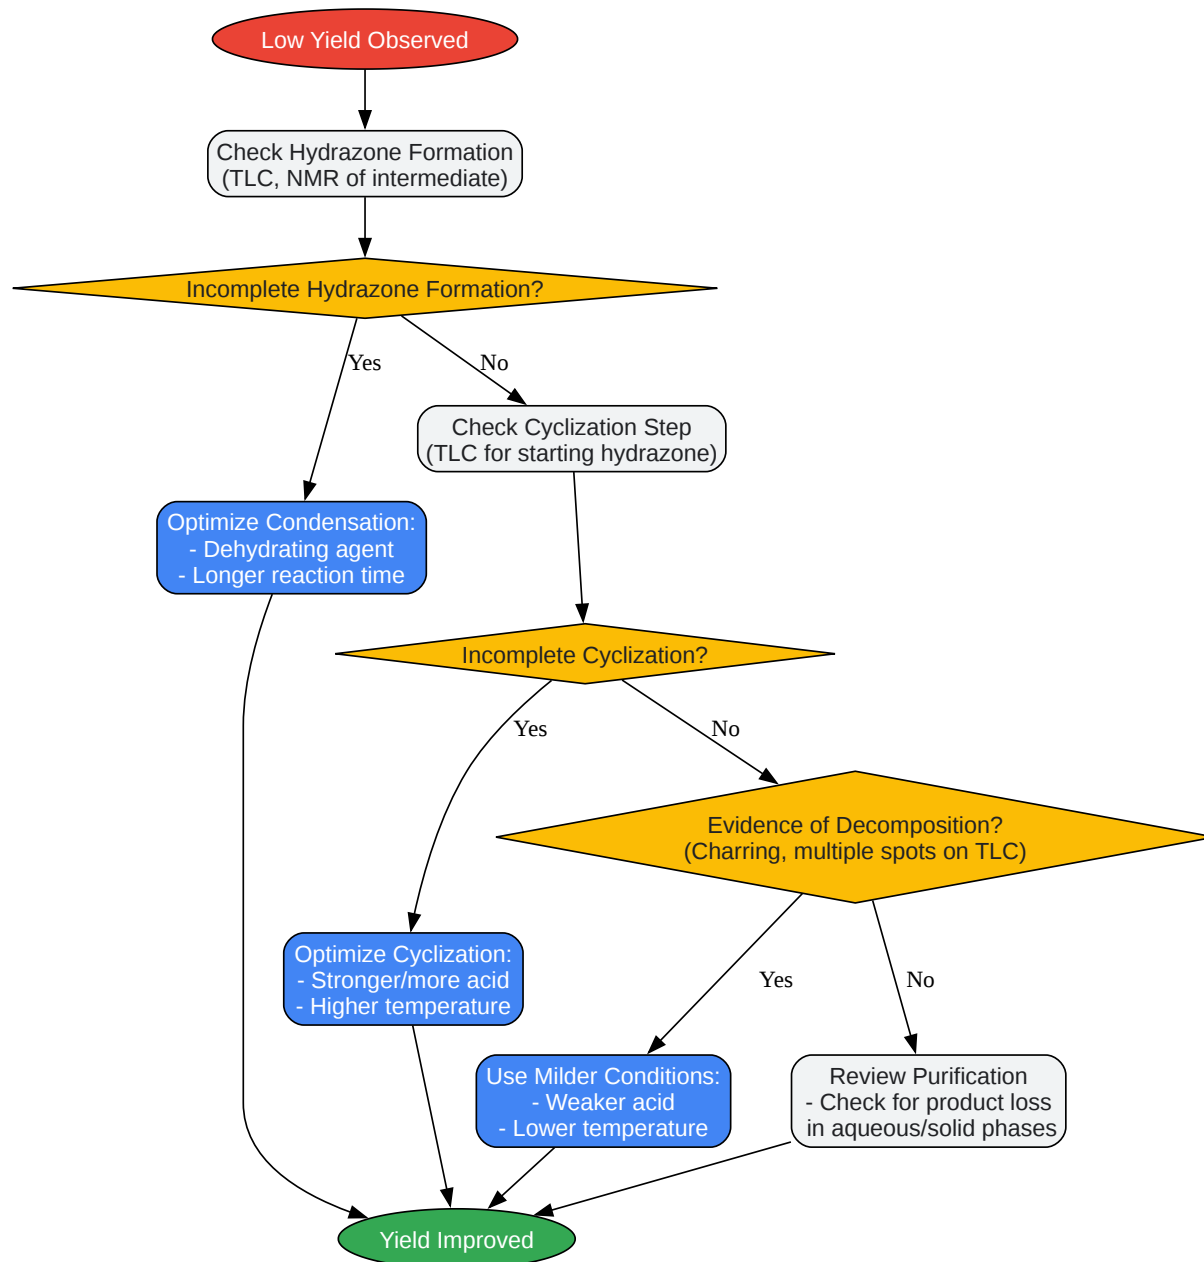 Low Yield Observed
Check Hydrazone Formation
(TLC, NMR of intermediate)
Incomplete Hydrazone Formation?
Yes
No
Check Cyclization Step
(TLC for starting hydrazone)
Optimize Condensation:
- Dehydrating agent
- Longer reaction time
Incomplete Cyclization?
Yes
No
Evidence of Decomposition?
(Charring, multiple spots on TLC)
Optimize Cyclization:
- Stronger/more acid
- Higher temperature
Yes
No
Use Milder Conditions:
- Weaker acid
- Lower temperature
Review Purification
- Check for product loss
in aqueous/solid phases
Yield Improved